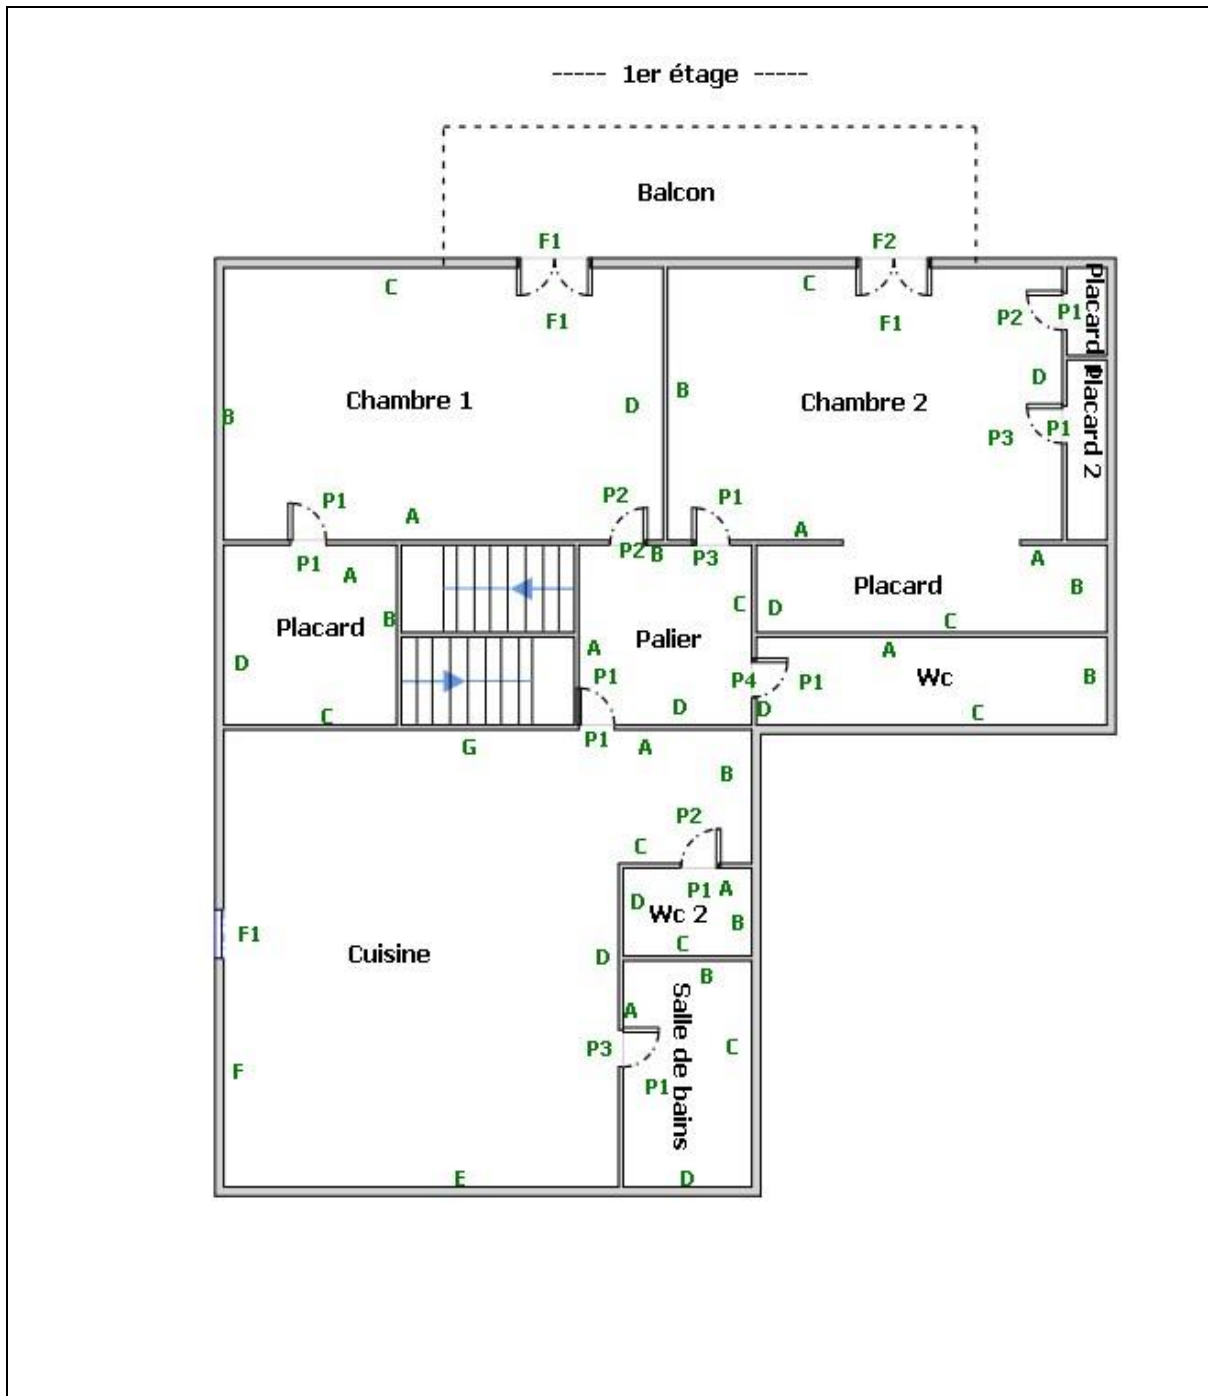 ----- 1er étage -----
Balcon
F1 F2
C C
F1 F1
Placard
P2 P1
D
B Chambre 1 D B Chambre 2
P3 P1
Placard 2
P1 A P2 P1 A
P1 P2 B P3 A
A
Placard B
D C
C D Placard B
C
A Palier
P1 P4 P1
D D
A
Wc B
C
G P1 A
B
P2
C
P1 A
D Wc 2 B
C
F1 Cuisine D
B
A Salle de bains C
P3
P1
F
E D